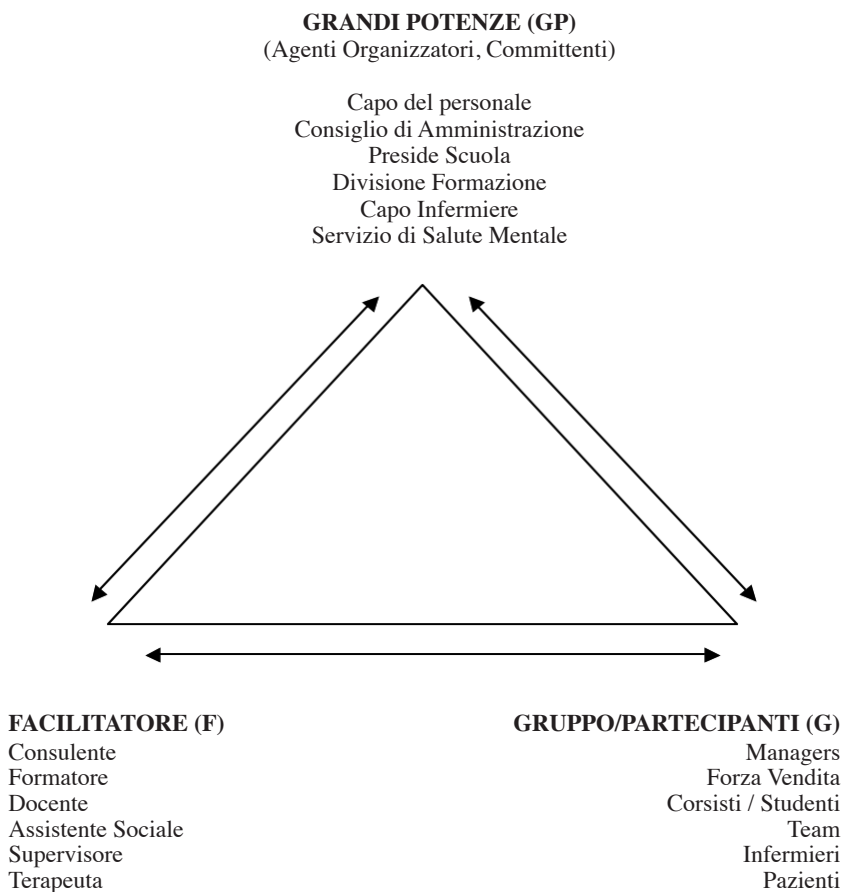 GRANDI POTENZE (GP)
(Agenti Organizzatori, Committenti)
Capo del personale
Consiglio di Amministrazione
Preside Scuola
Divisione Formazione
Capo Infermiere
Servizio di Salute Mentale
FACILITATORE (F)
Consulente
Formatore
Docente
Assistente Sociale
Supervisore
Terapeuta
GRUPPO/PARTECIPANTI (G)
Managers
Forza Vendita
Corsisti / Studenti
Team
Infermieri
Pazienti